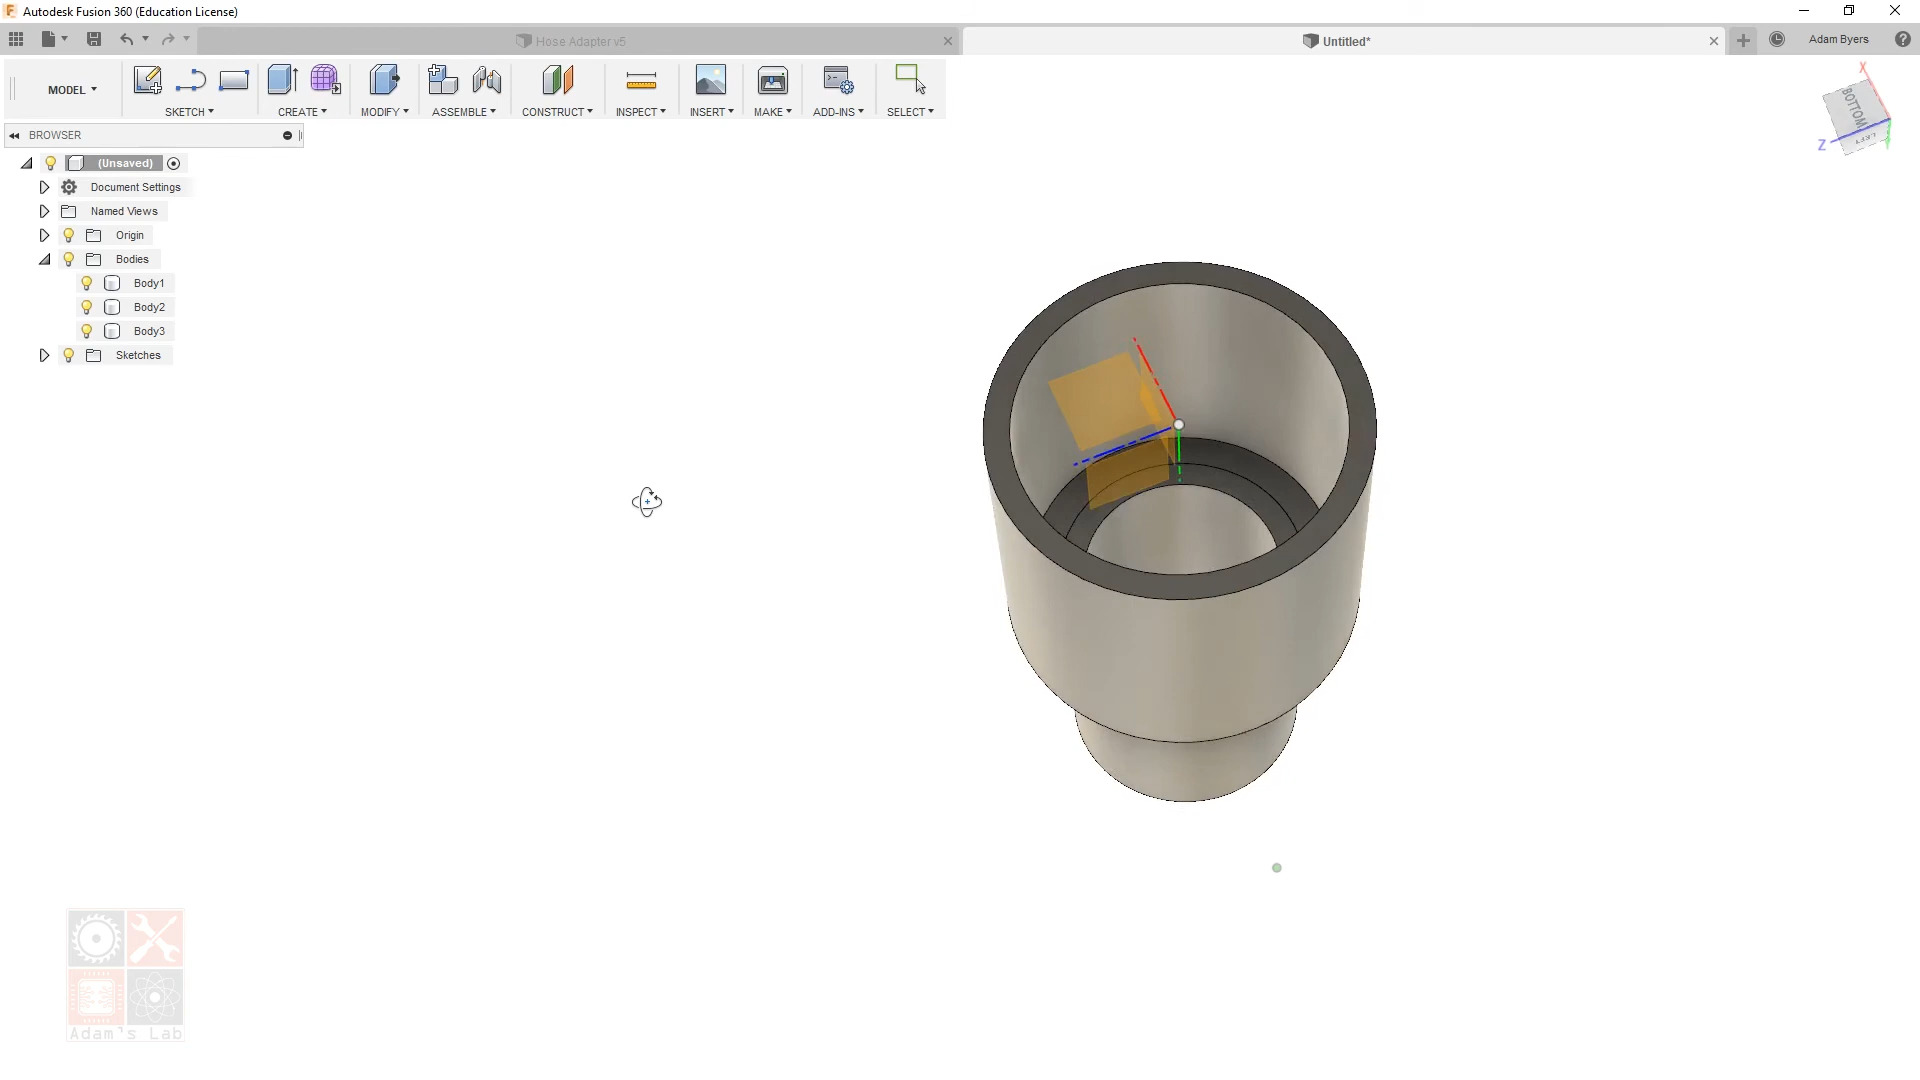 Autodesk Fusion 360 (Education License)
Hose Adapter v5
Untitled*
Adam Byers
MODEL
SKETCH
CREATE
MODIFY
ASSEMBLE
CONSTRUCT
INSPECT
INSERT
MAKE
ADD-INS
SELECT
BROWSER
(Unsaved)
Document Settings
Named Views
Origin
Bodies
Body1
Body2
Body3
Sketches
X
BOTTOM
LEFT
Z
Adam's Lab